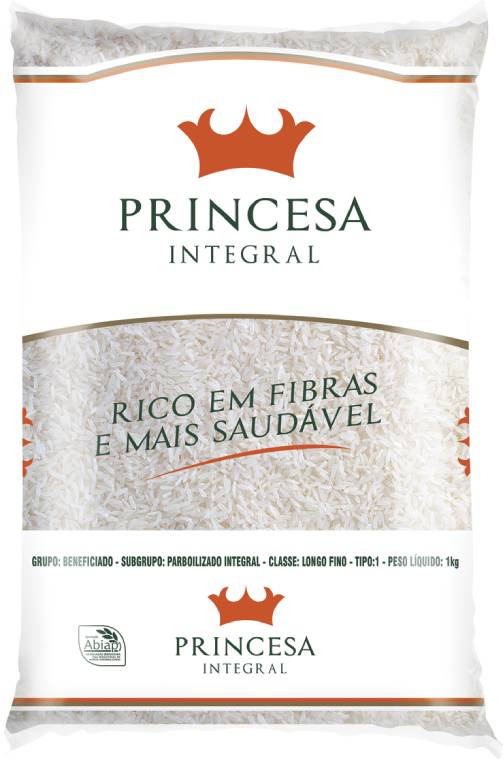 PRINCESA
INTEGRAL
RICO EM FIBRAS
E MAIS SAUDÁVEL
GRUPO: BENEFICIADO - SUBGRUPO: PARBOILIZADO INTEGRAL - CLASSE: LONGO FINO - TIPO:1 - PESO LÍQUIDO: 1kg
Abiap
PRINCESA
INTEGRAL